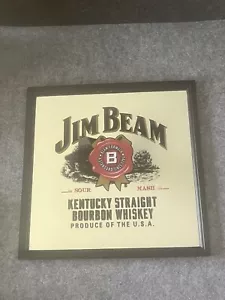 JIM BEAM
B
SOUR MASH
KENTUCKY STRAIGHT
BOURBON WHISKEY
PRODUCE OF THE U.S.A.